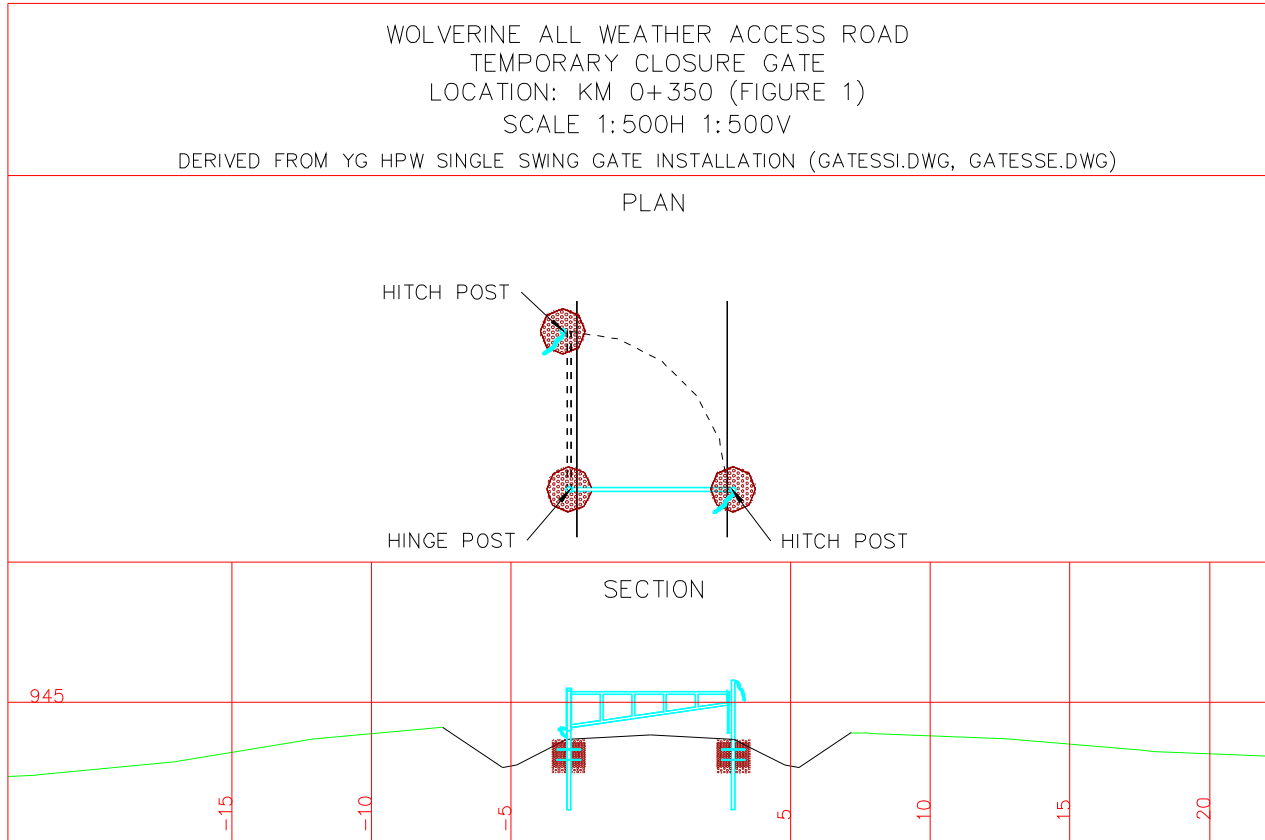 WOLVERINE ALL WEATHER ACCESS ROAD
TEMPORARY CLOSURE GATE
LOCATION: KM 0+350 (FIGURE 1)
SCALE 1:500H 1:500V
DERIVED FROM YG HPW SINGLE SWING GATE INSTALLATION (GATESSI.DWG, GATESSE.DWG)
PLAN
HITCH POST
HINGE POST
HITCH POST
SECTION
945
-15
-10
-5
5
10
15
20